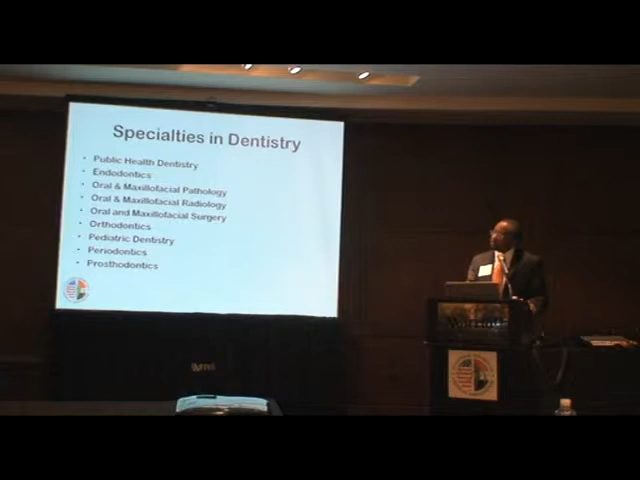 Specialties in Dentistry
• Public Health Dentistry
• Endodontics
• Oral & Maxillofacial Pathology
• Oral & Maxillofacial Radiology
• Oral and Maxillofacial Surgery
• Orthodontics
• Pediatric Dentistry
• Periodontics
• Prosthodontics